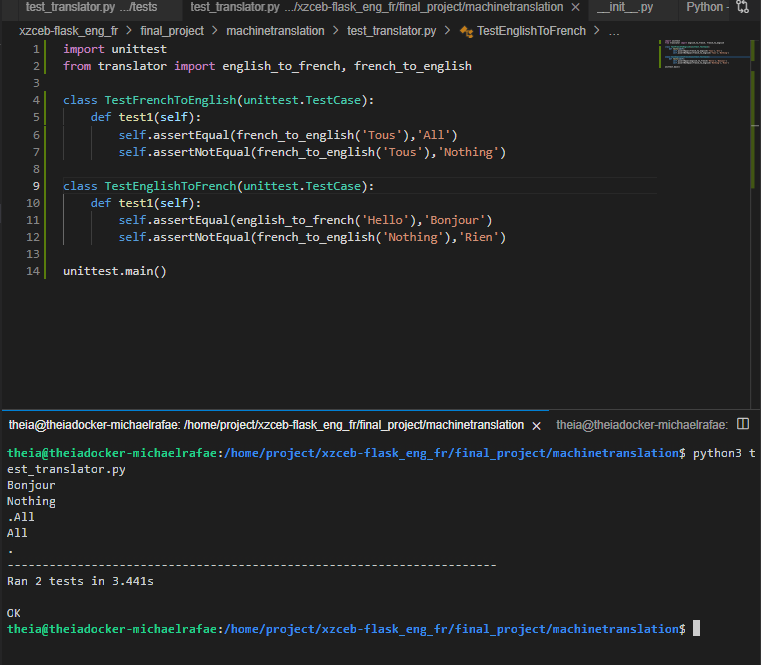 test_translator.py .../tests test_translator.py .../xzceb-flask_eng_fr/final_project/machinetranslation × __init__.py Python -
xzceb-flask_eng_fr > final_project > machinetranslation > test_translator.py > TestEnglishToFrench > ...
1 import unittest
2 from translator import english_to_french, french_to_english
3
4 class TestFrenchToEnglish(unittest.TestCase):
5 def test1(self):
6 self.assertEqual(french_to_english('Tous'),'All')
7 self.assertNotEqual(french_to_english('Tous'),'Nothing')
8
9 class TestEnglishToFrench(unittest.TestCase):
10 def test1(self):
11 self.assertEqual(english_to_french('Hello'),'Bonjour')
12 self.assertNotEqual(french_to_english('Nothing'),'Rien')
13
14 unittest.main()
theia@theiadocker-michaelrafae: /home/project/xzceb-flask_eng_fr/final_project/machinetranslation × theia@theiadocker-michaelrafae:
theia@theiadocker-michaelrafae:/home/project/xzceb-flask_eng_fr/final_project/machinetranslation$ python3 t
est_translator.py
Bonjour
Nothing
.All
All
.
----------------------------------------------------------------------
Ran 2 tests in 3.441s
OK
theia@theiadocker-michaelrafae:/home/project/xzceb-flask_eng_fr/final_project/machinetranslation$